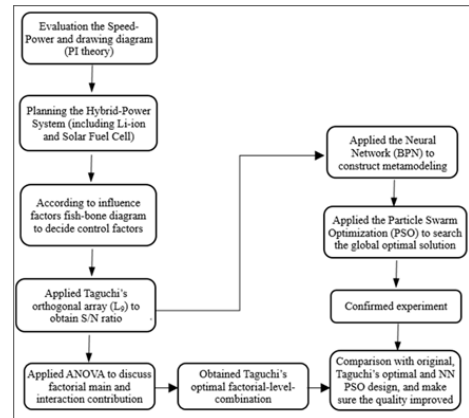 Evaluation the Speed-
Power and drawing diagram
(PI theory)
Planning the Hybrid-Power
System (including Li-ion
and Solar Fuel Cell)
According to influence
factors fish-bone diagram
to decide control factors
Applied Taguchi's
orthogonal array (L₉) to
obtain S/N ratio
Applied ANOVA to discuss
factorial main and
interaction contribution
Obtained Taguchi's
optimal factorial-level-
combination
Applied the Neural
Network (BPN) to
construct metamodeling
Applied the Particle Swarm
Optimization (PSO) to search
the global optimal solution
Confirmed experiment
Comparison with original,
Taguchi's optimal and NN
PSO design, and make
sure the quality improved